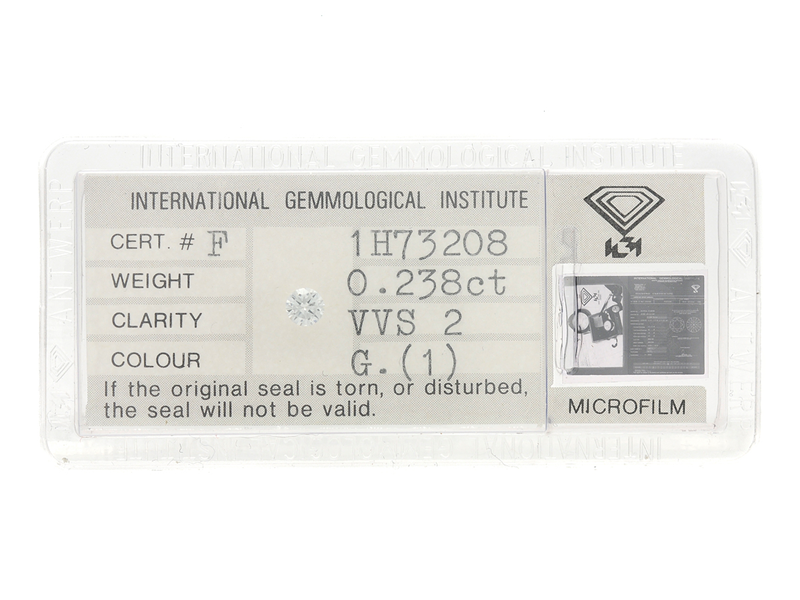 INTERNATIONAL GEMMOLOGICAL INSTITUTE
INTERNATIONAL GEMMOLOGICAL INSTITUTE
CERT. # F 1H73208
WEIGHT 0.238ct
CLARITY VVS 2
COLOUR G.(1)
If the original seal is torn, or disturbed,
the seal will not be valid.
MICROFILM
ANTWERP